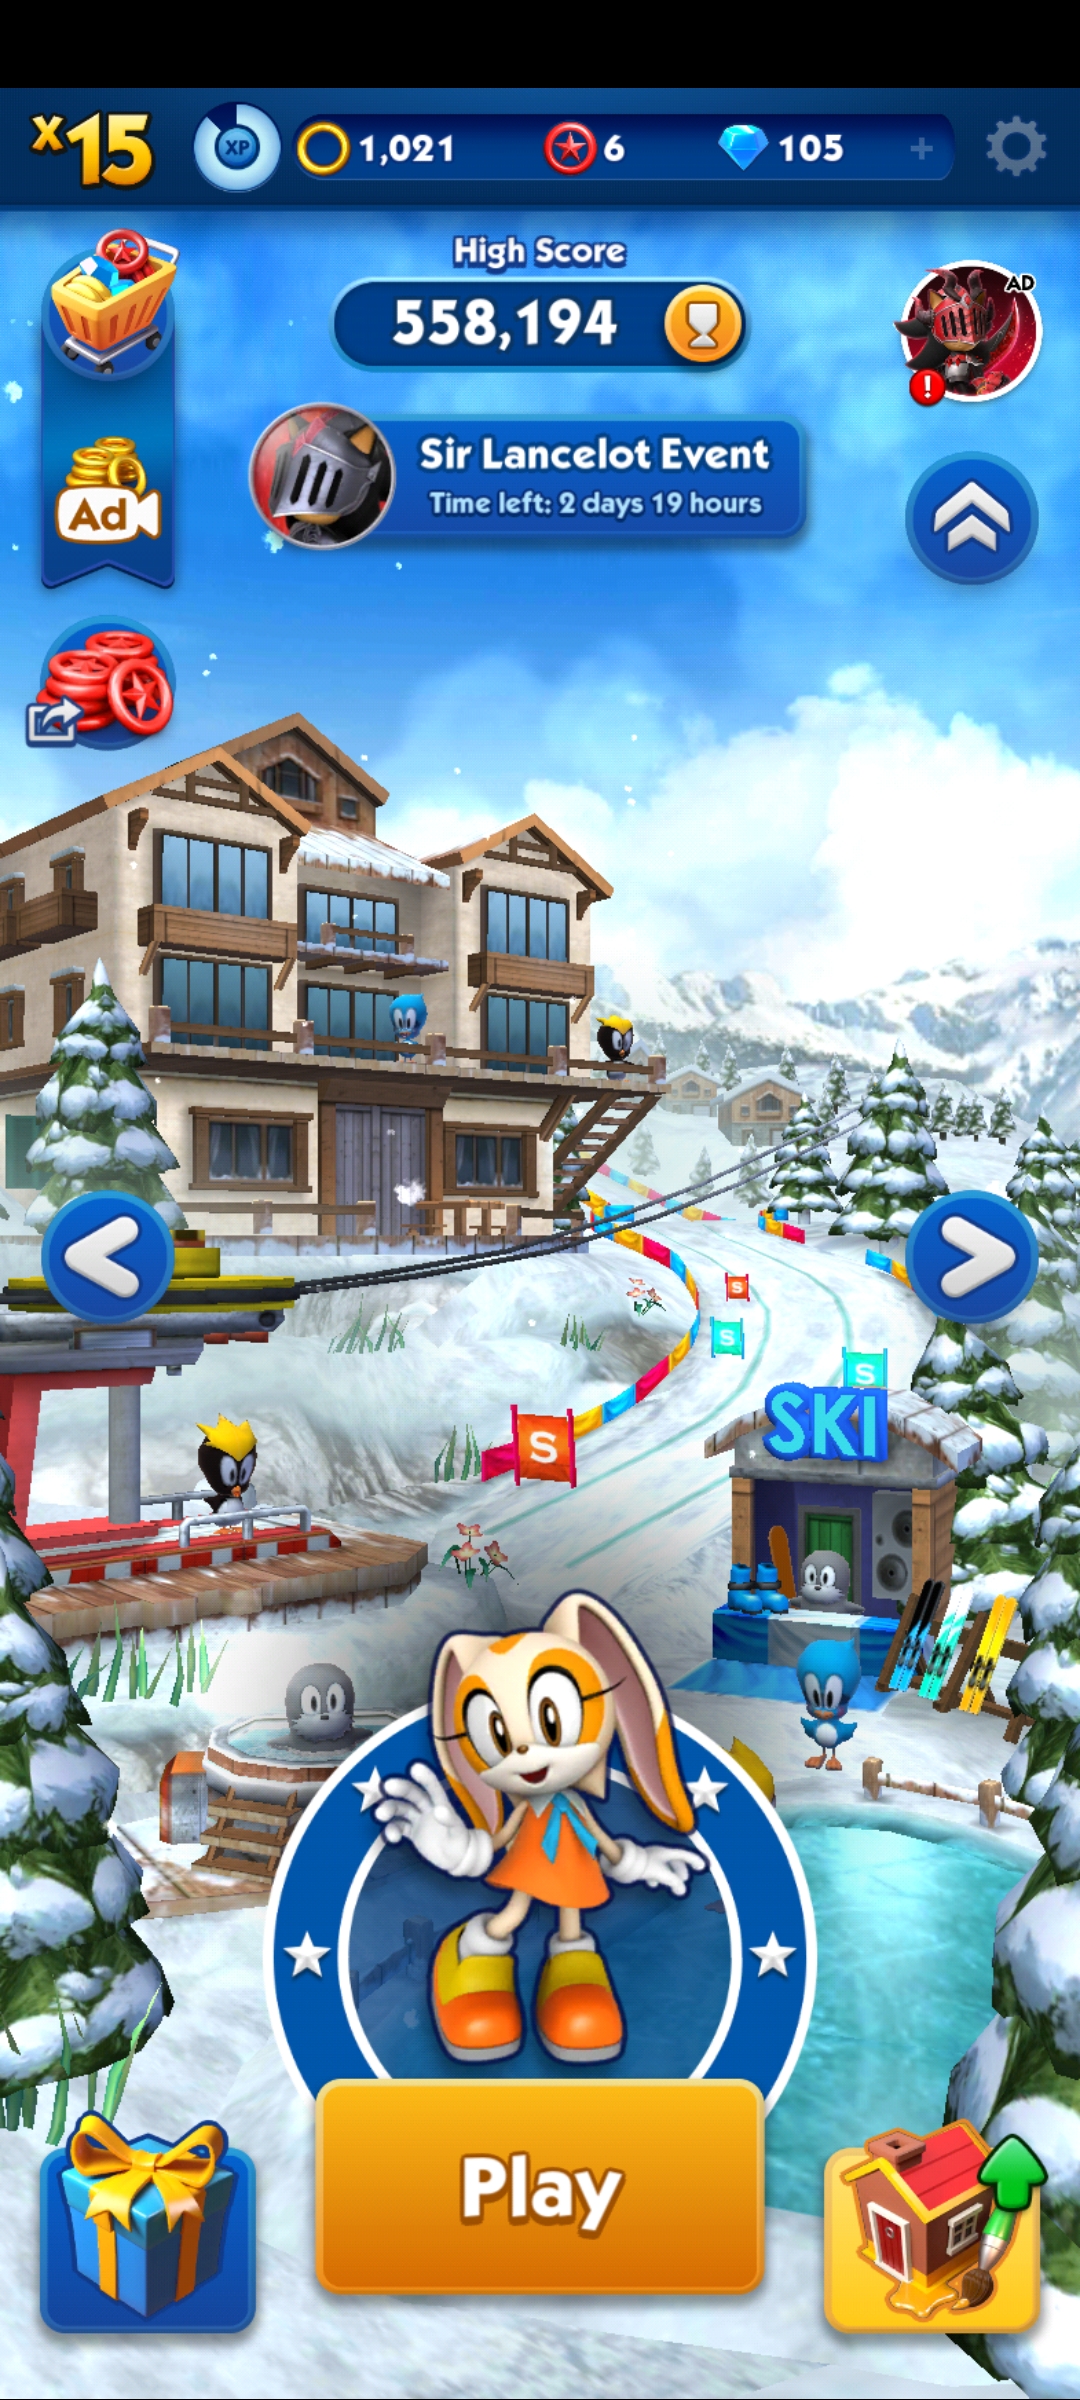 x15
XP
1,021
6
105
+
High Score
558,194
AD
!
Sir Lancelot Event
Time left: 2 days 19 hours
Ad
S
S
S
SKI
S
Play